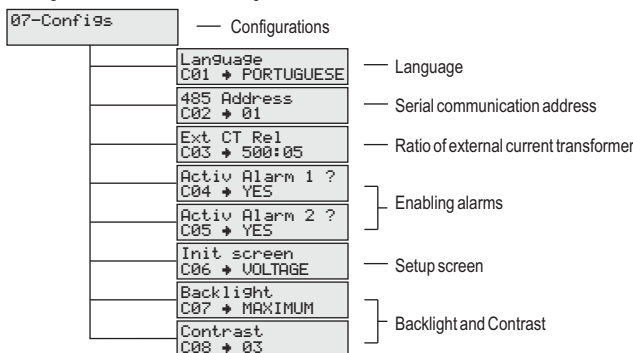 07-Configs
Configurations
Language
C01 → PORTUGUESE
Language
485 Address
C02 → 01
Serial communication address
Ext CT Rel
C03 → 500:05
Ratio of external current transformer
Activ Alarm 1 ?
C04 → YES
Activ Alarm 2 ?
C05 → YES
Enabling alarms
Init screen
C06 → VOLTAGE
Setup screen
Backlight
C07 → MAXIMUM
Contrast
C08 → 03
Backlight and Contrast